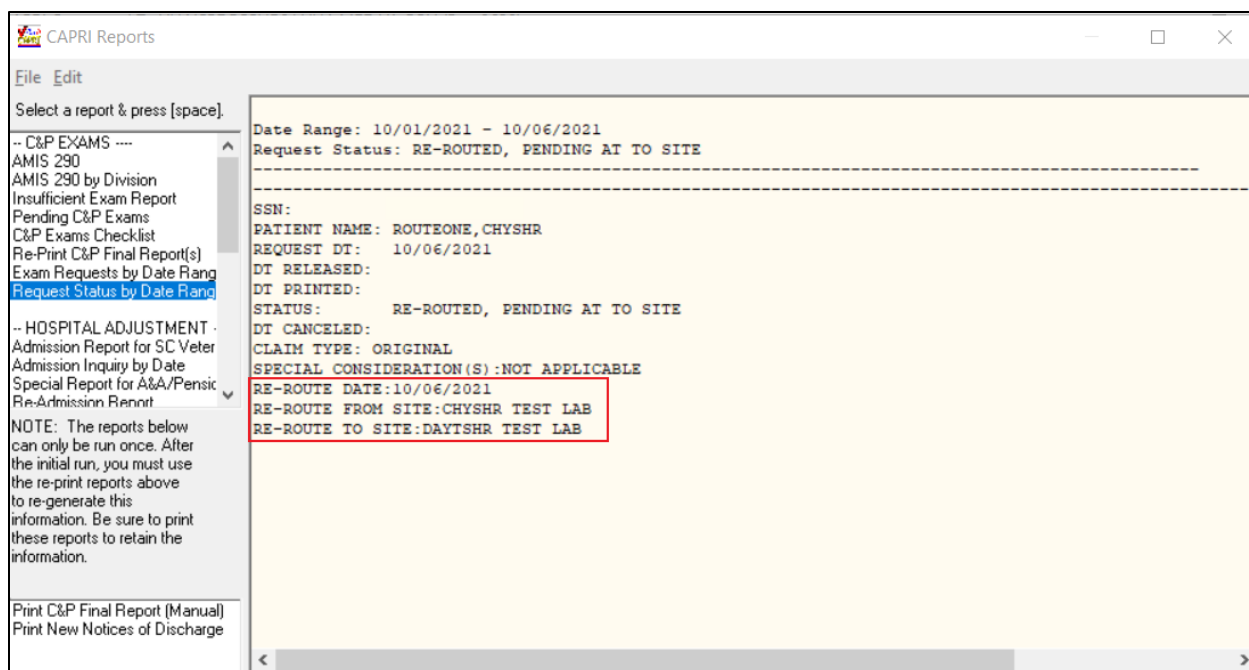 CAPRI Reports
File Edit
Select a report & press [space].
-- C&P EXAMS ----
AMIS 290
AMIS 290 by Division
Insufficient Exam Report
Pending C&P Exams
C&P Exams Checklist
Re-Print C&P Final Report(s)
Exam Requests by Date Rang
Request Status by Date Rang
-- HOSPITAL ADJUSTMENT -
Admission Report for SC Veter
Admission Inquiry by Date
Special Report for A&A/Pensic
Re-Admission Report
NOTE: The reports below
can only be run once. After
the initial run, you must use
the re-print reports above
to re-generate this
information. Be sure to print
these reports to retain the
information.
Print C&P Final Report (Manual)
Print New Notices of Discharge
Date Range: 10/01/2021 - 10/06/2021
Request Status: RE-ROUTED, PENDING AT TO SITE
SSN:
PATIENT NAME: ROUTEONE,CHYSHR
REQUEST DT: 10/06/2021
DT RELEASED:
DT PRINTED:
STATUS: RE-ROUTED, PENDING AT TO SITE
DT CANCELED:
CLAIM TYPE: ORIGINAL
SPECIAL CONSIDERATION(S):NOT APPLICABLE
RE-ROUTE DATE:10/06/2021
RE-ROUTE FROM SITE:CHYSHR TEST LAB
RE-ROUTE TO SITE:DAYTSHR TEST LAB